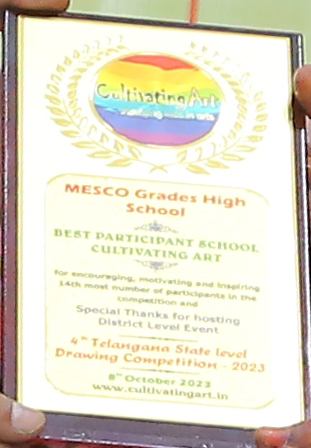 Cultivating Art
MESCO Grades High
School
BEST PARTICIPANT SCHOOL
CULTIVATING ART
for encouraging, motivating and inspiring
14th most number of participants in the
competition and
Special Thanks for hosting
District Level Event
4th Telangana State level
Drawing Competition - 2023
8th October 2023
www.cultivatingart.in